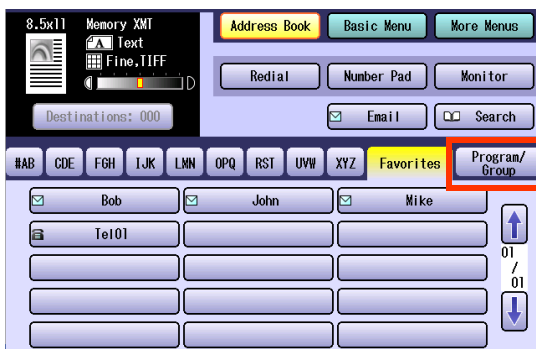 8.5x11 Memory XMT
A Text
Fine,TIFF
D
Destinations: 000
Address Book Basic Menu More Menus
Redial Number Pad Monitor
Email Search
#AB CDE FGH IJK LMN OPQ RST UVW XYZ Favorites Program/
Group
Bob John Mike
Tel01
01
/
01